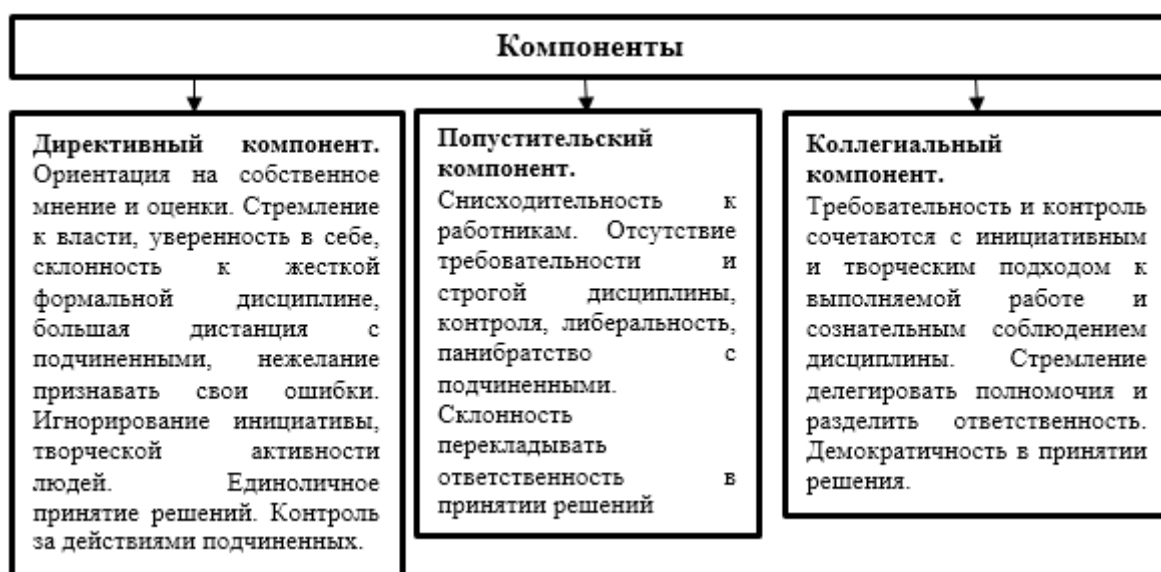 Компоненты
Директивный компонент.
Ориентация на собственное
мнение и оценки. Стремление
к власти, уверенность в себе,
склонность к жесткой
формальной дисциплине,
большая дистанция с
подчиненными, нежелание
признавать свои ошибки.
Игнорирование инициативы,
творческой активности
людей. Единоличное
принятие решений. Контроль
за действиями подчиненных.
Попустительский
компонент.
Снисходительность к
работникам. Отсутствие
требовательности и
строгой дисциплины,
контроля, либеральность,
панибратство с
подчиненными.
Склонность
перекладывать
ответственность в
принятии решений
Коллегиальный
компонент.
Требовательность и контроль
сочетаются с инициативным
и творческим подходом к
выполняемой работе и
сознательным соблюдением
дисциплины. Стремление
делегировать полномочия и
разделить ответственность.
Демократичность в принятии
решения.